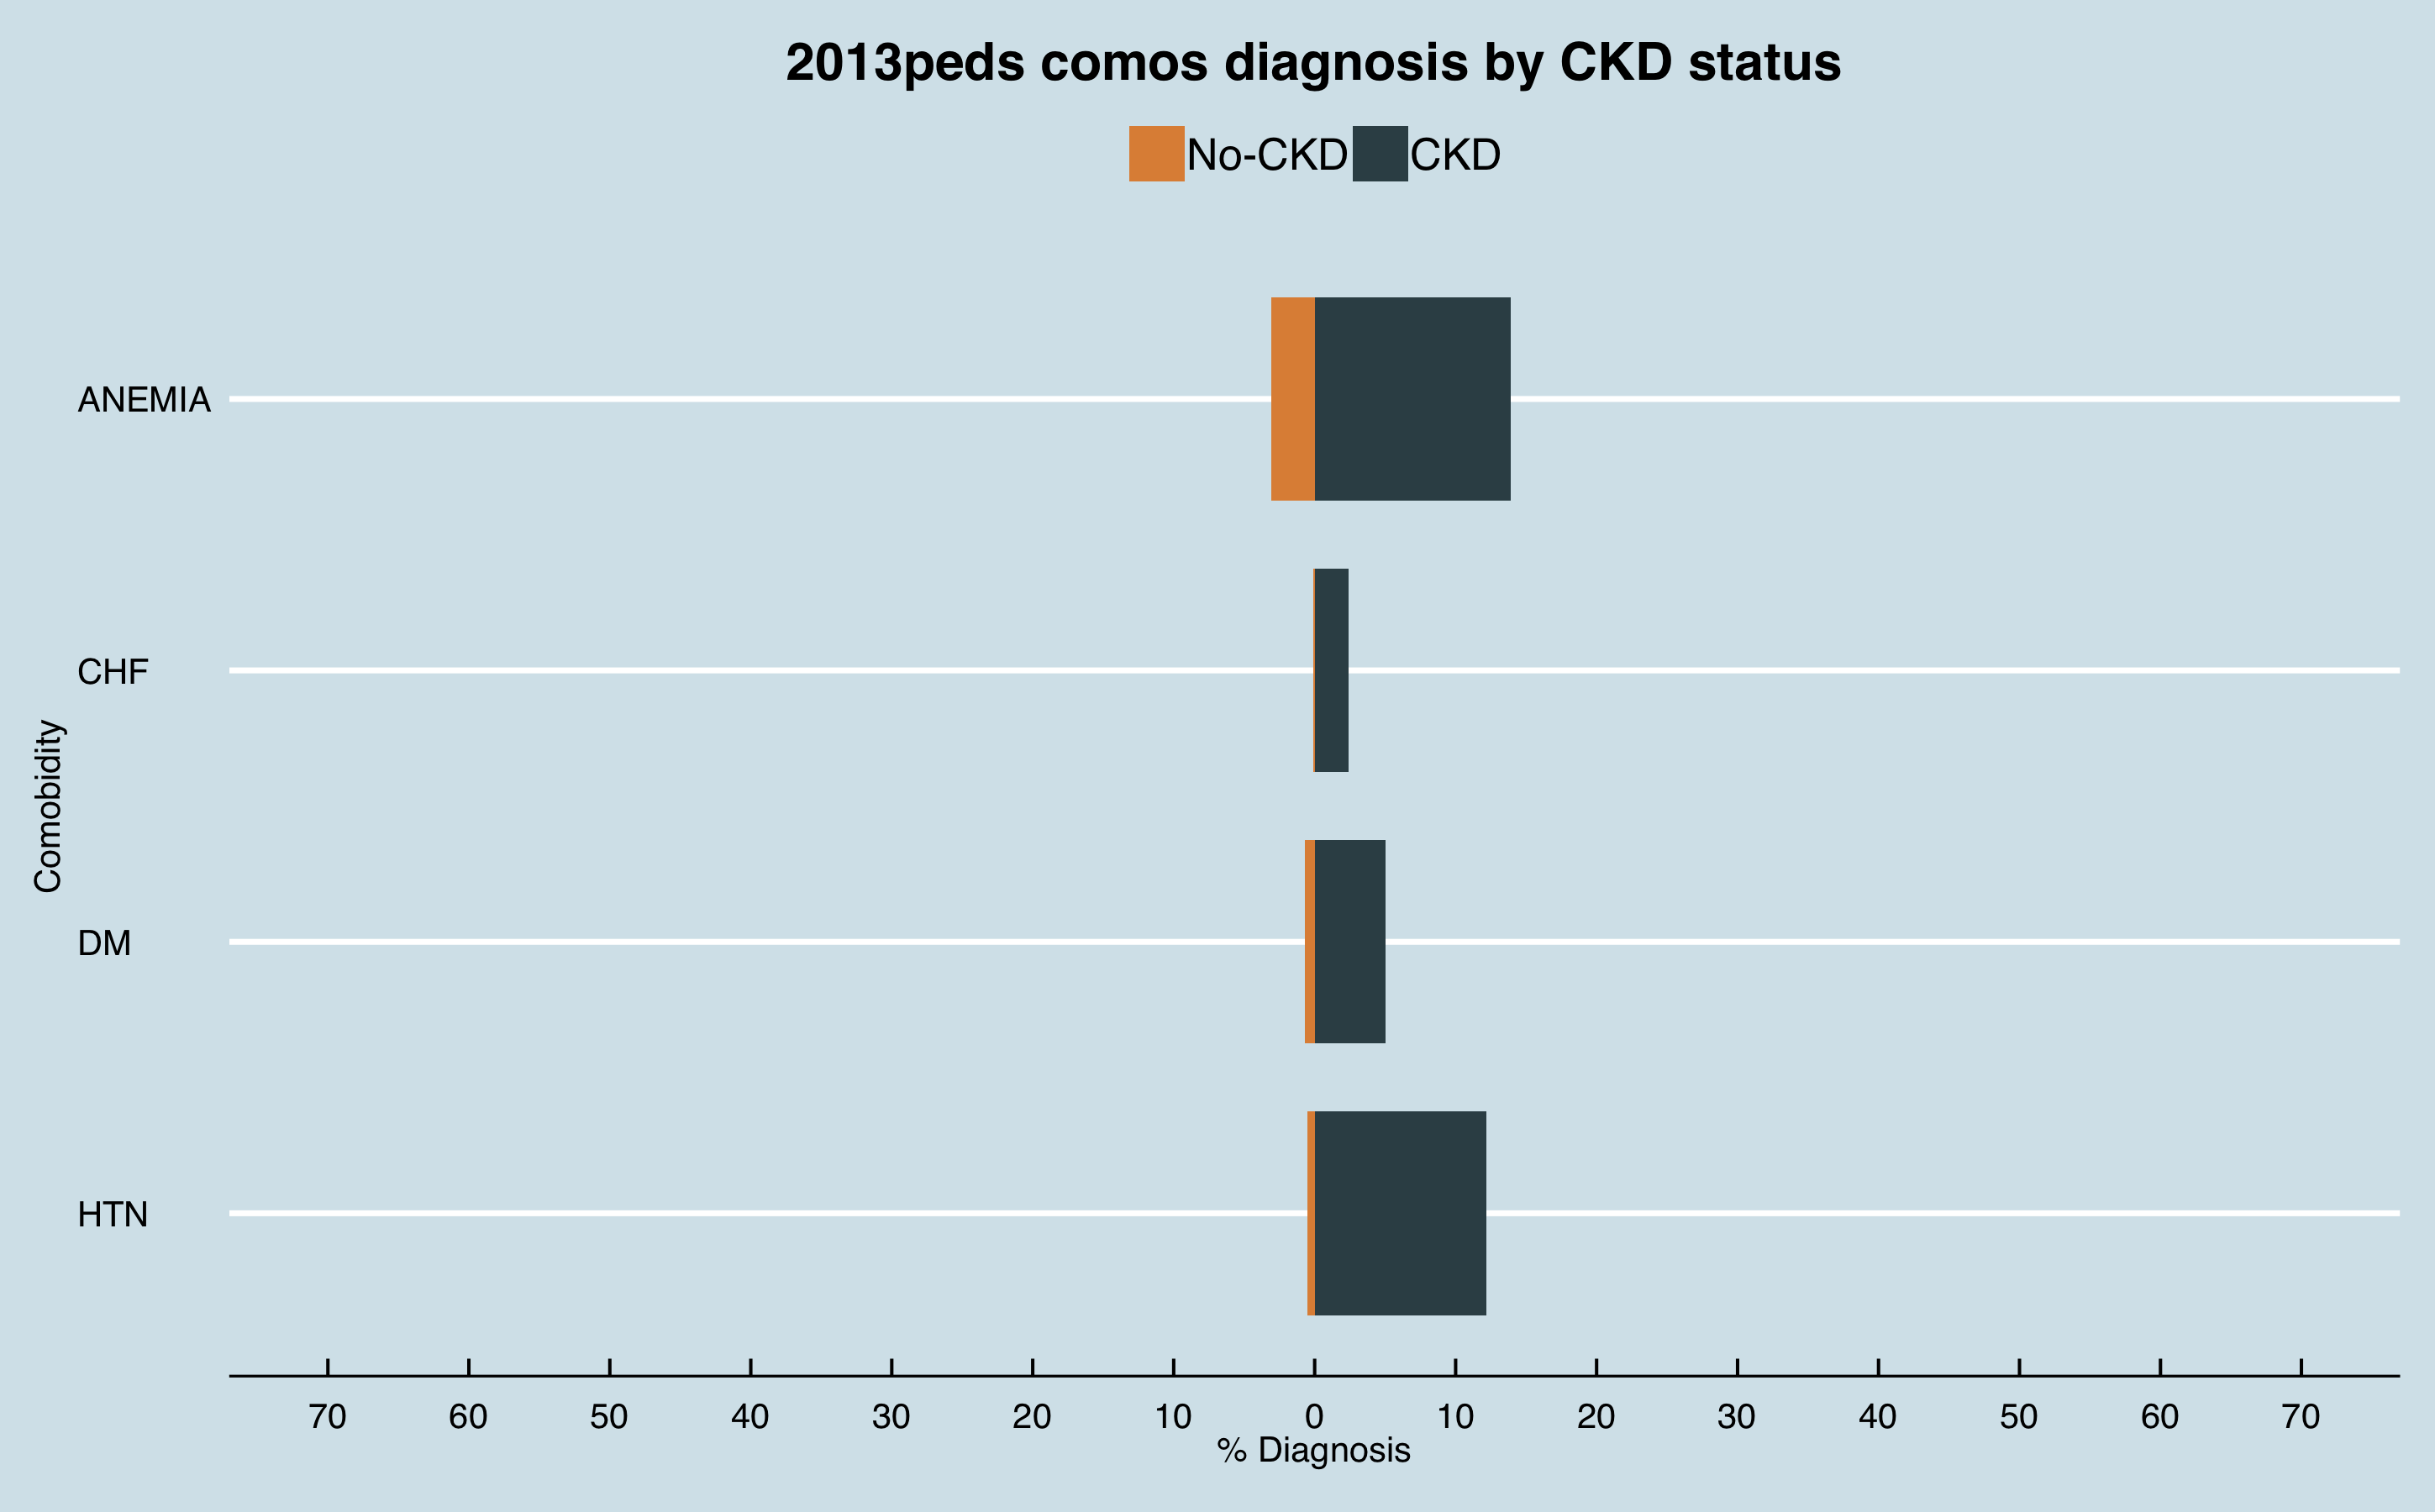 2013peds comos diagnosis by CKD status
No-CKD CKD
ANEMIA
CHF
DM
HTN
Comobidity
70 60 50 40 30 20 10 0 10 20 30 40 50 60 70
% Diagnosis